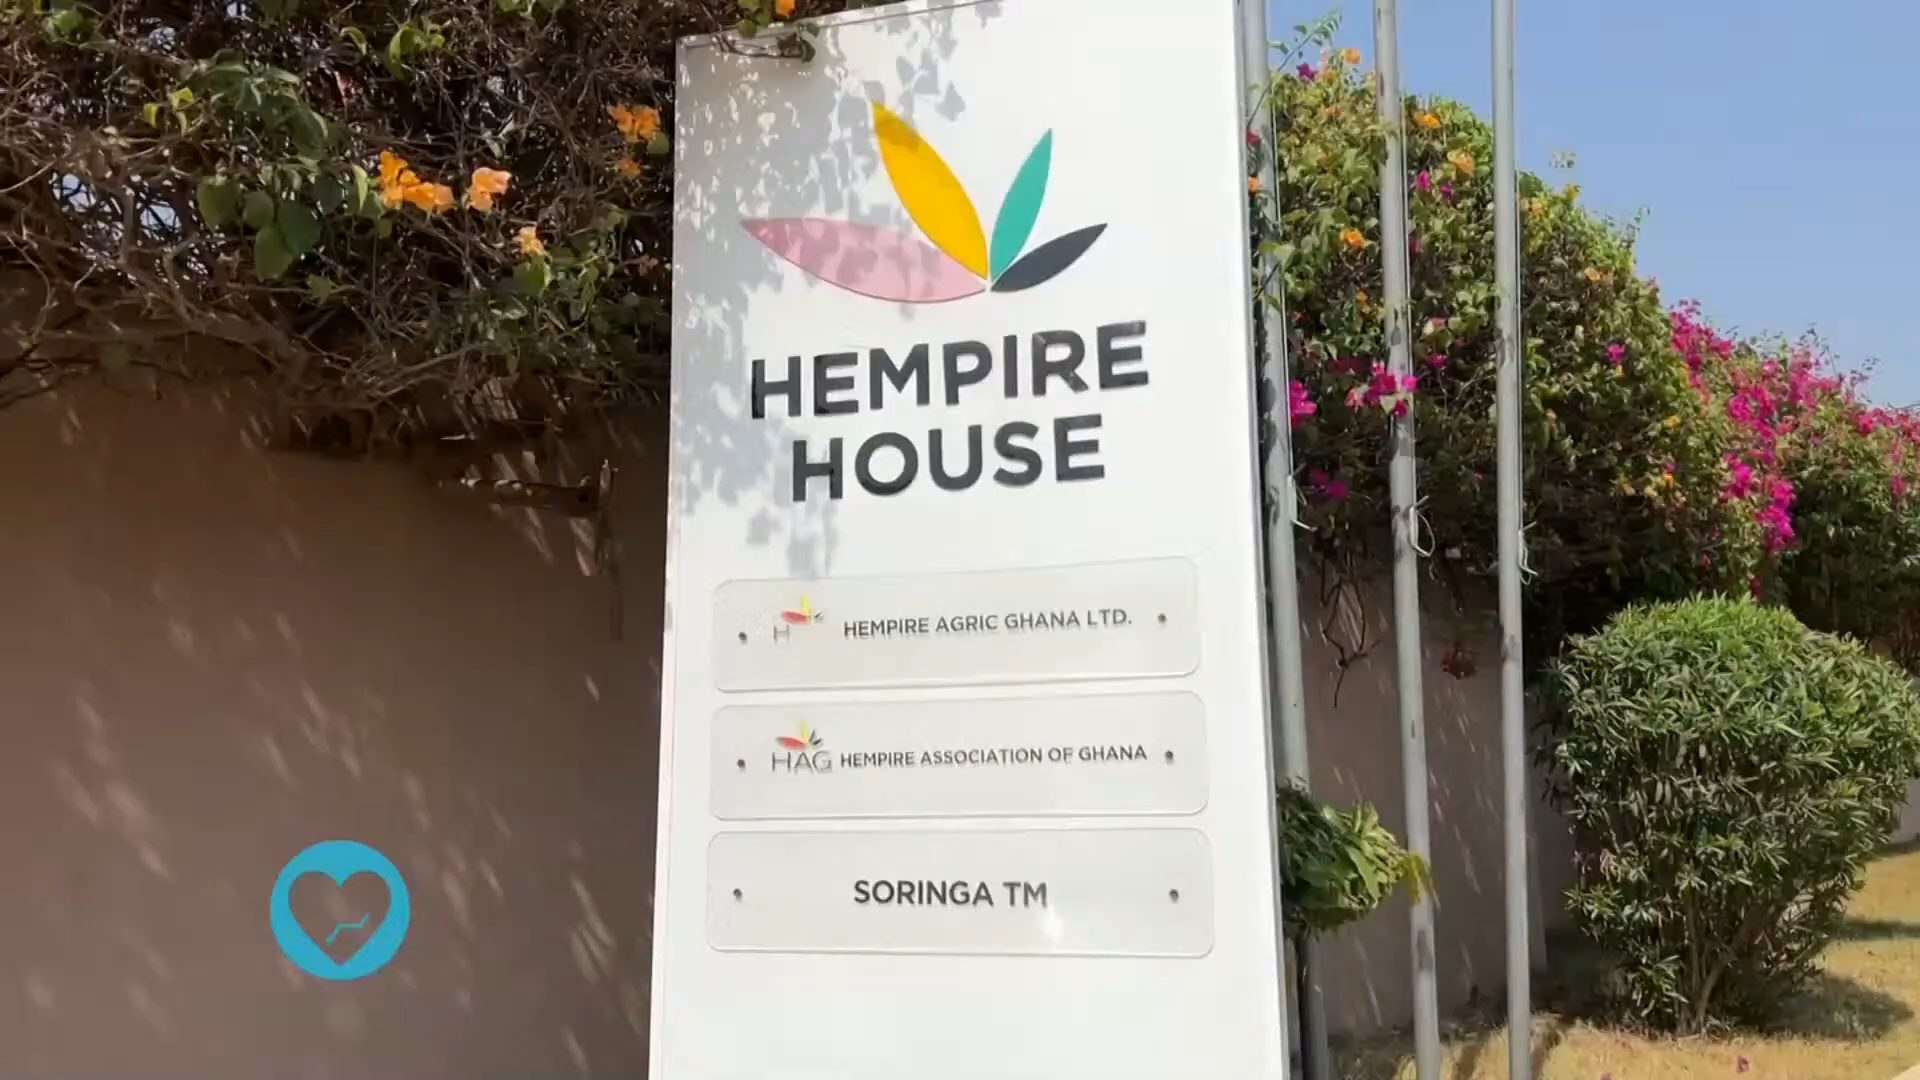 HEMPIRE
HOUSE
H HEMPIRE AGRIC GHANA LTD.
HAG HEMPIRE ASSOCIATION OF GHANA
SORINGA TM